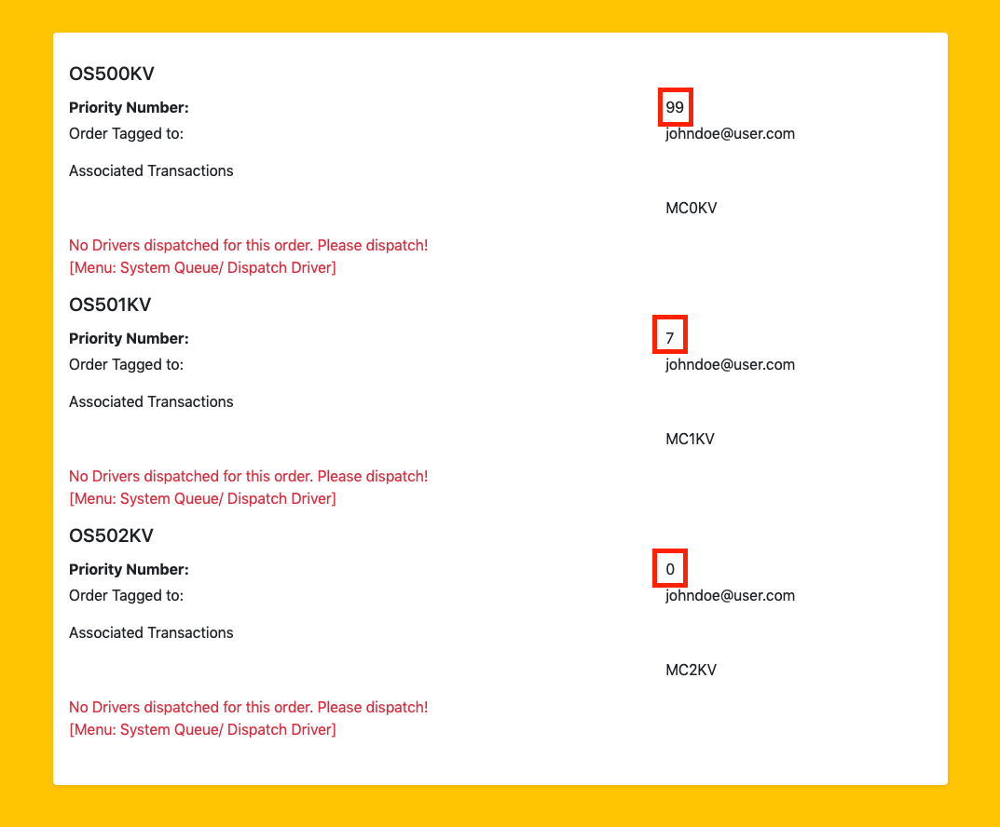 OS500KV
Priority Number: 99
Order Tagged to: johndoe@user.com
Associated Transactions
MC0KV
No Drivers dispatched for this order. Please dispatch!
[Menu: System Queue/ Dispatch Driver]
OS501KV
Priority Number: 7
Order Tagged to: johndoe@user.com
Associated Transactions
MC1KV
No Drivers dispatched for this order. Please dispatch!
[Menu: System Queue/ Dispatch Driver]
OS502KV
Priority Number: 0
Order Tagged to: johndoe@user.com
Associated Transactions
MC2KV
No Drivers dispatched for this order. Please dispatch!
[Menu: System Queue/ Dispatch Driver]